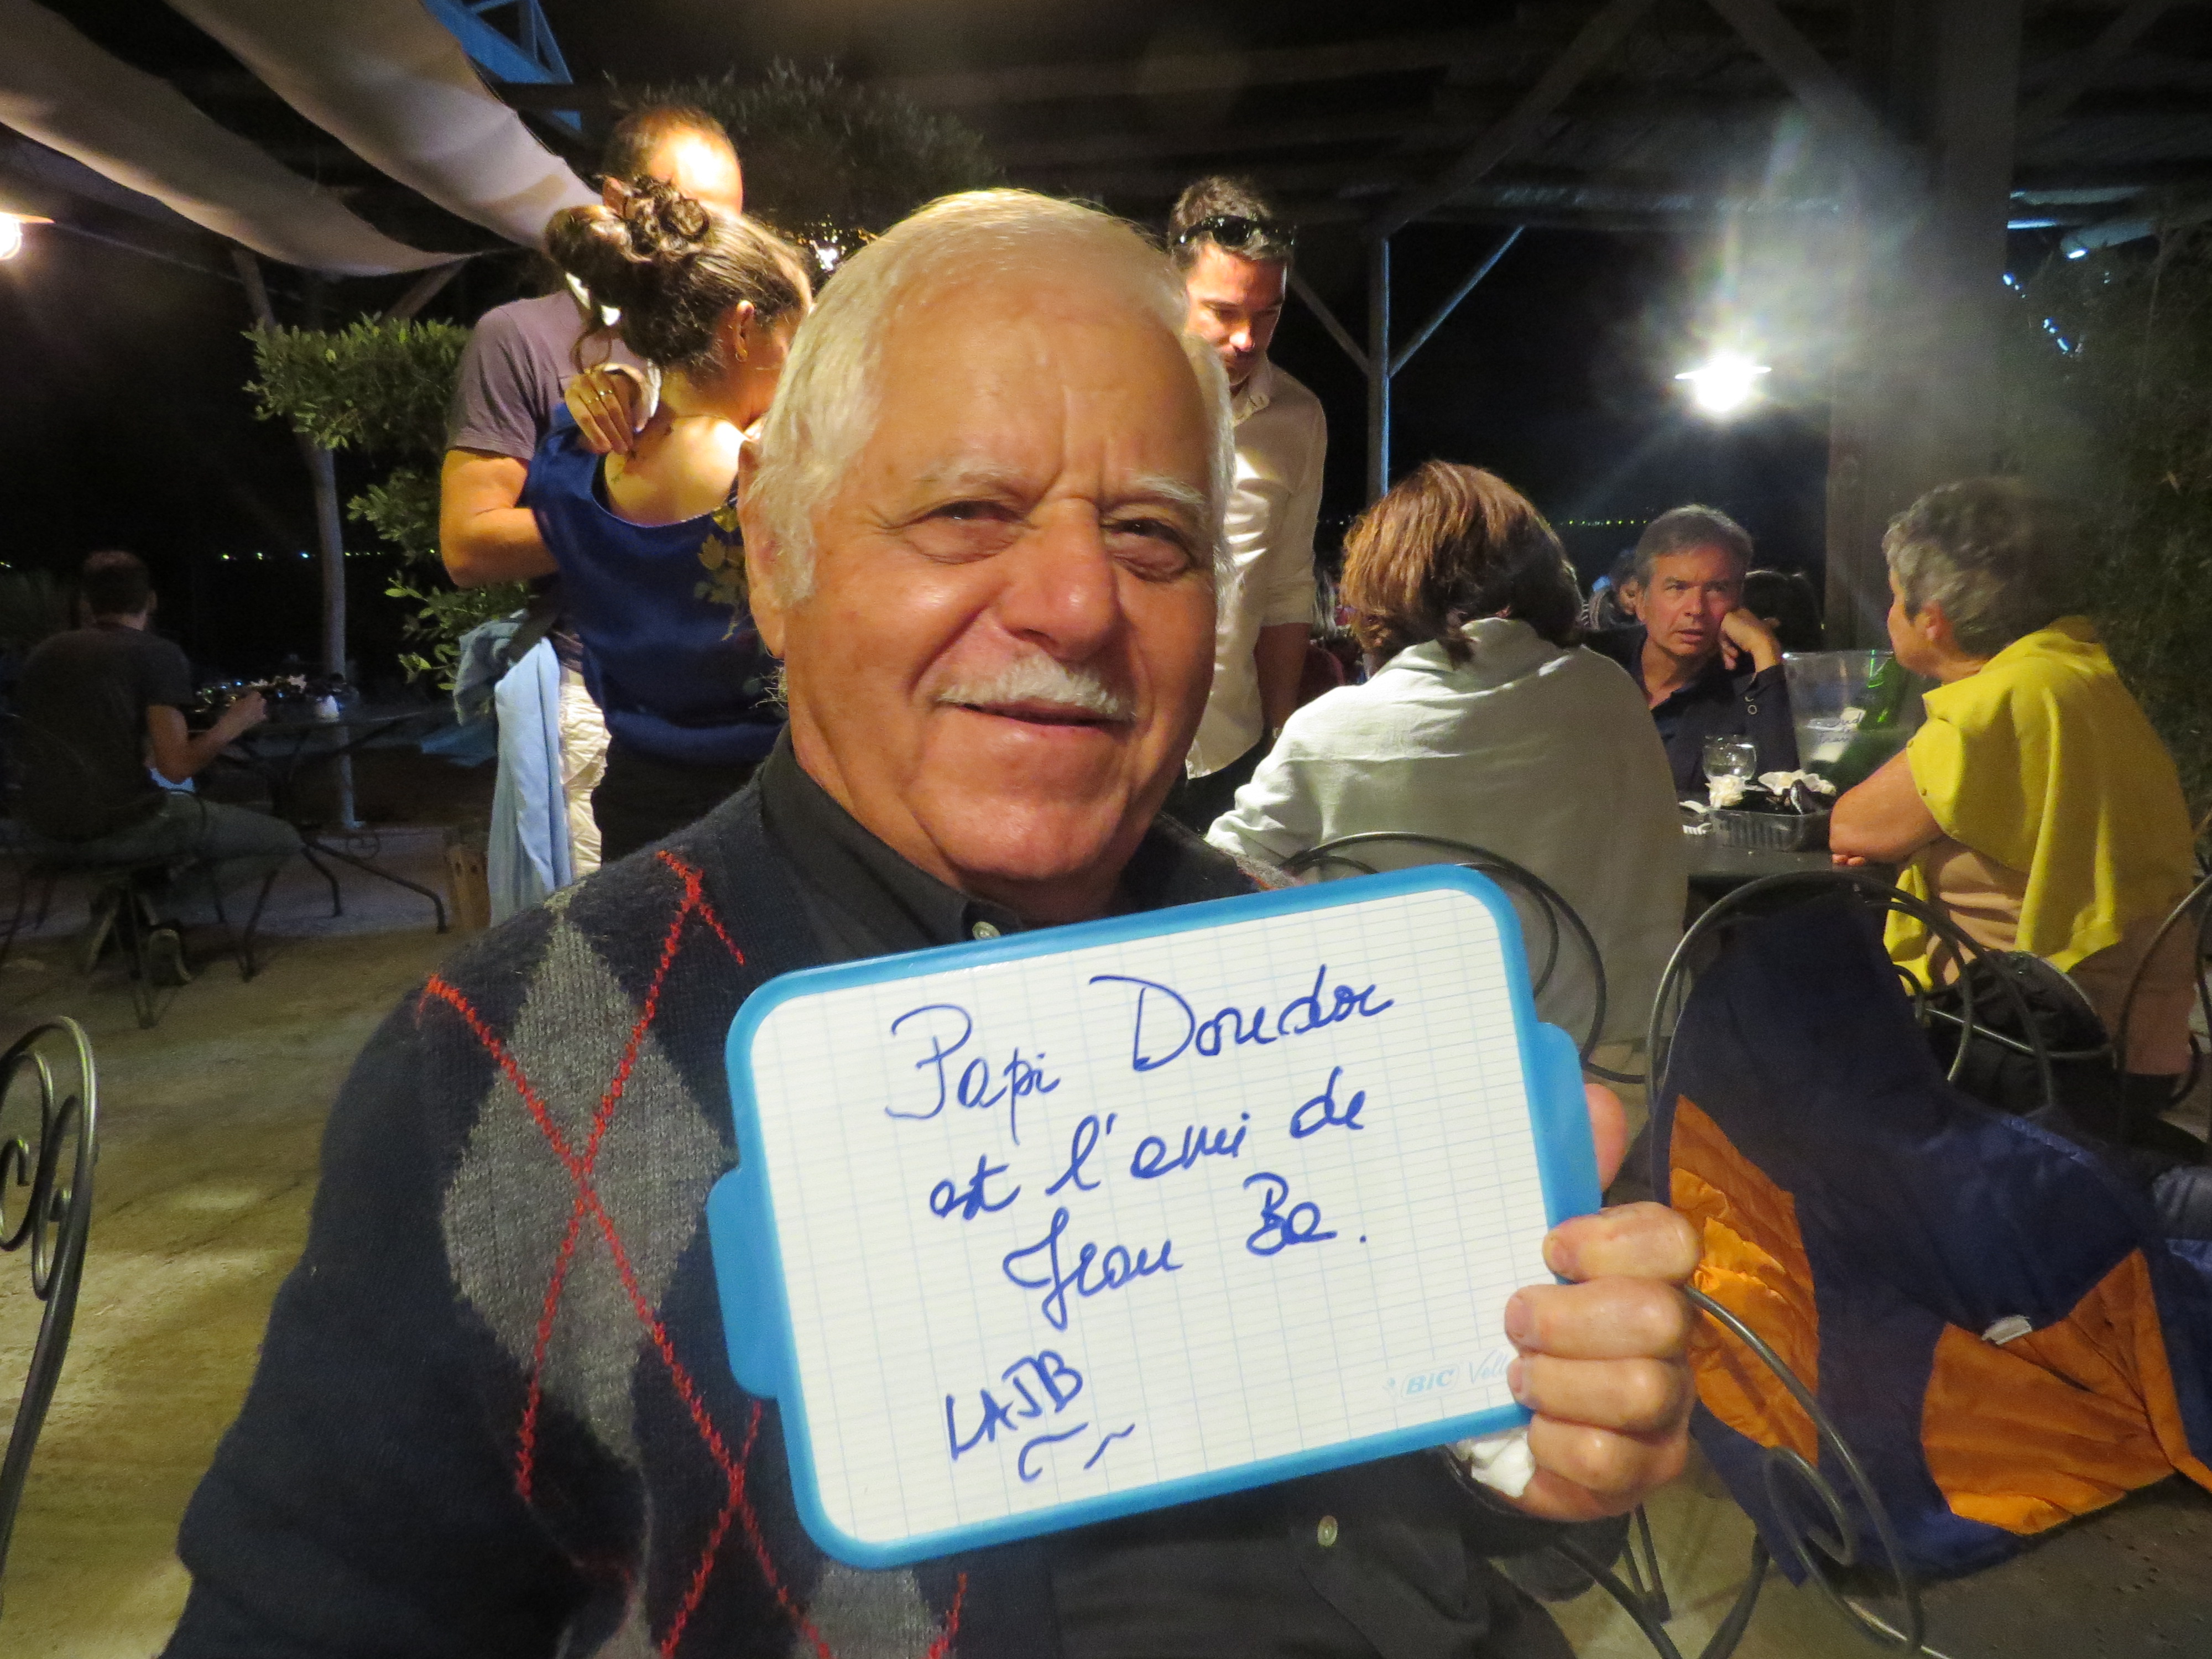 Papi Doudou
est l'ami de
Jean Ba.
LAJB
BIC Velleda